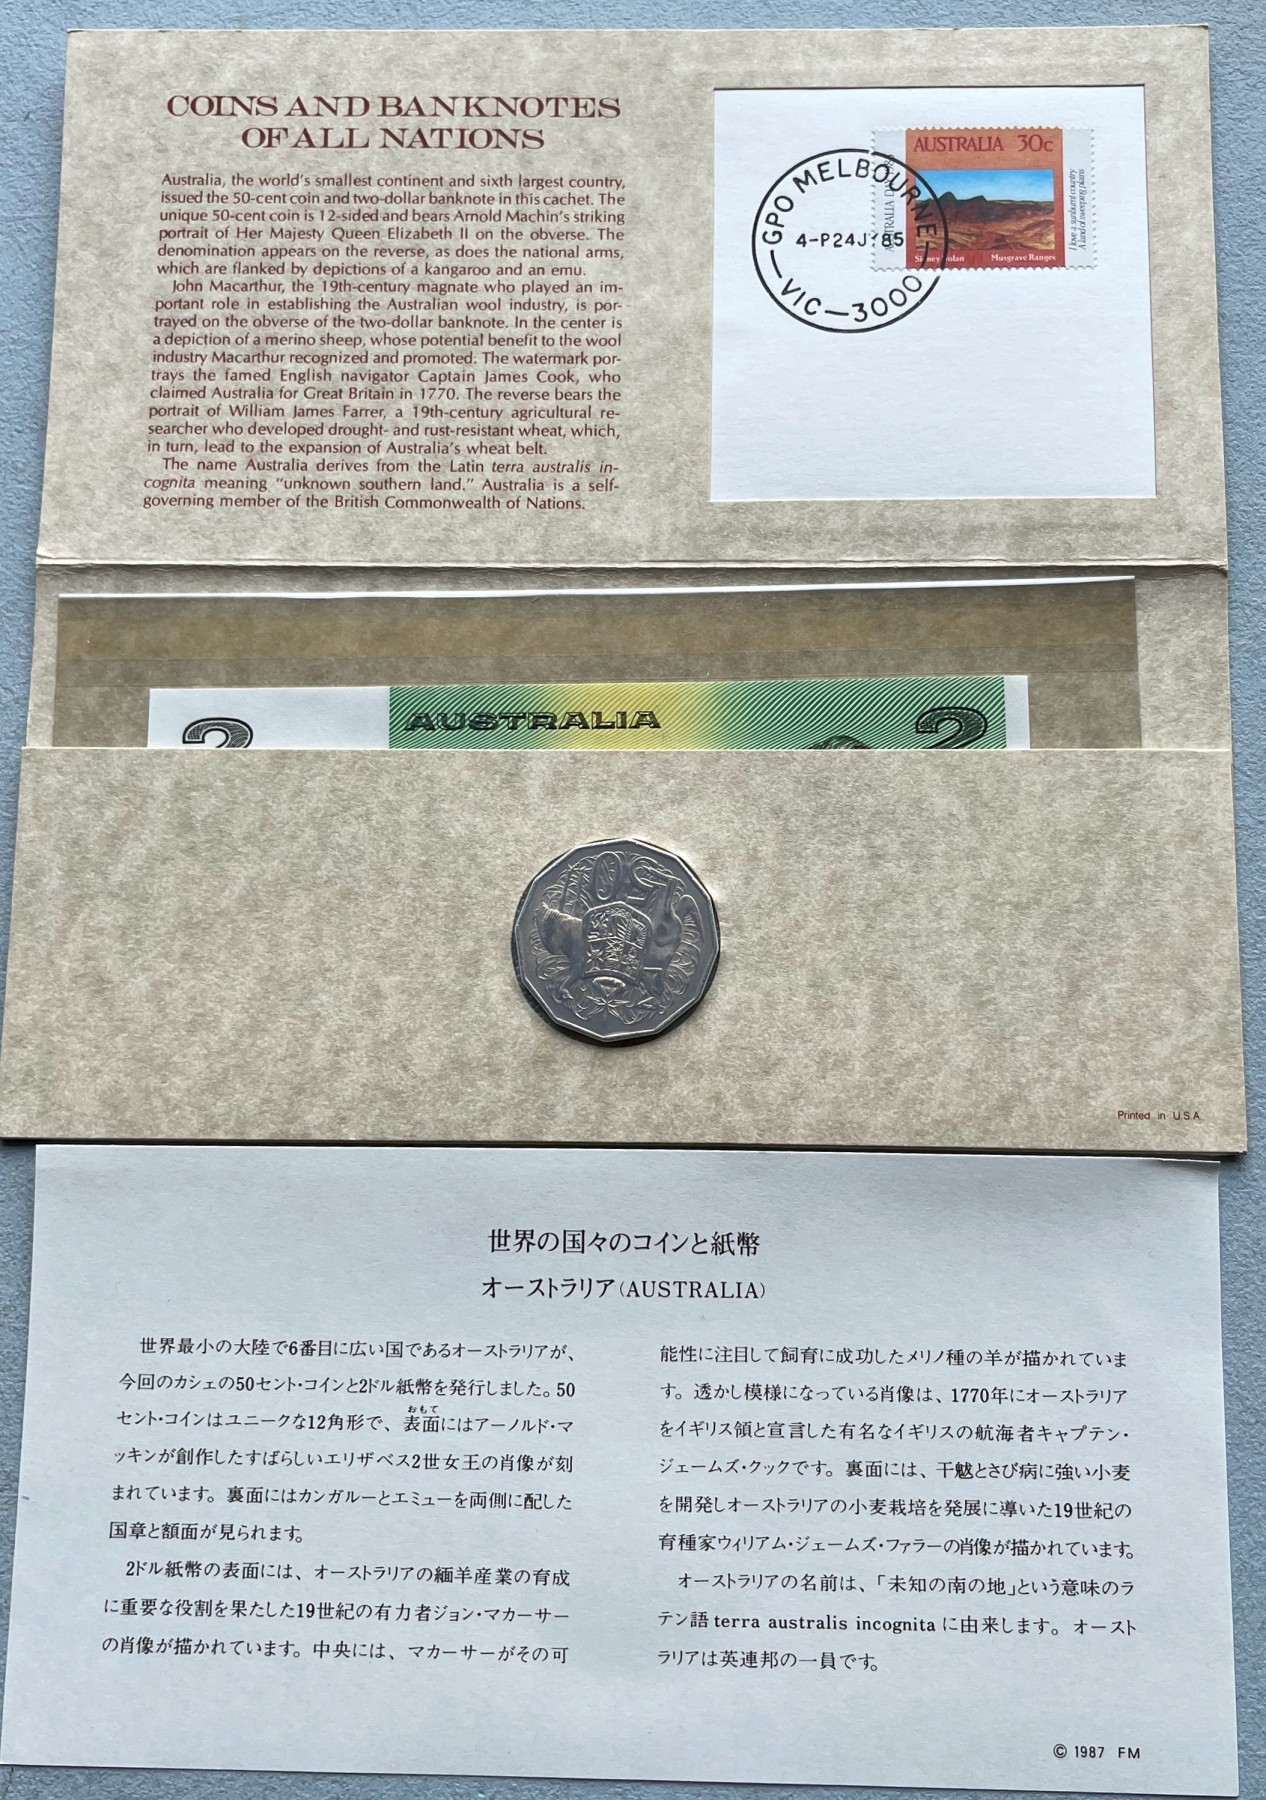 COINS AND BANKNOTES
OF ALL NATIONS
Australia, the world's smallest continent and sixth largest country,
issued the 50-cent coin and two-dollar banknote in this cachet. The
unique 50-cent coin is 12-sided and bears Arnold Machin's striking
portrait of Her Majesty Queen Elizabeth II on the obverse. The
denomination appears on the reverse, as does the national arms,
which are flanked by depictions of a kangaroo and an emu.
John Macarthur, the 19th-century magnate who played an im-
portant role in establishing the Australian wool industry, is por-
trayed on the obverse of the two-dollar banknote. In the center is
a depiction of a merino sheep, whose potential benefit to the wool
industry Macarthur recognized and promoted. The watermark por-
trays the famed English navigator Captain James Cook, who
claimed Australia for Great Britain in 1770. The reverse bears the
portrait of William James Farrer, a 19th-century agricultural re-
searcher who developed drought- and rust-resistant wheat, which,
in turn, lead to the expansion of Australia's wheat belt.
The name Australia derives from the Latin terra australis in-
cognita meaning "unknown southern land." Australia is a self-
governing member of the British Commonwealth of Nations.
GPO MELBOURNE
4-P24J'85
VIC-3000
AUSTRALIA 30c
I love a sunburnt country
A land of sweeping plains
Musgrave Ranges
2 AUSTRALIA 2
50
Printed in U.S.A.
世界の国々のコインと紙幣
オーストラリア(AUSTRALIA)
世界最小の大陸で6番目に広い国であるオーストラリアが、
今回のカシェの50セント・コインと2ドル紙幣を発行しました。50
おもて
セント・コインはユニークな12角形で、表面にはアーノルド・マ
ッキンが創作したすばらしいエリザベス2世女王の肖像が刻
まれています。裏面にはカンガルーとエミューを両側に配した
国章と額面が見られます。
2ドル紙幣の表面には、オーストラリアの緬羊産業の育成
に重要な役割を果たした19世紀の有力者ジョン・マカーサー
の肖像が描かれています。中央には、マカーサーがその可
能性に注目して飼育に成功したメリノ種の羊が描かれていま
す。透かし模様になっている肖像は、1770年にオーストラリア
をイギリス領と宣言した有名なイギリスの航海者キャプテン・
ジェームズ・クックです。裏面には、干魃とさび病に強い小麦
を開発しオーストラリアの小麦栽培を発展に導いた19世紀の
育種家ウィリアム・ジェームズ・ファラーの肖像が描かれています。
オーストラリアの名前は、「未知の南の地」という意味のラ
テン語 terra australis incognita に由来します。オースト
ラリアは英連邦の一員です。
© 1987 FM